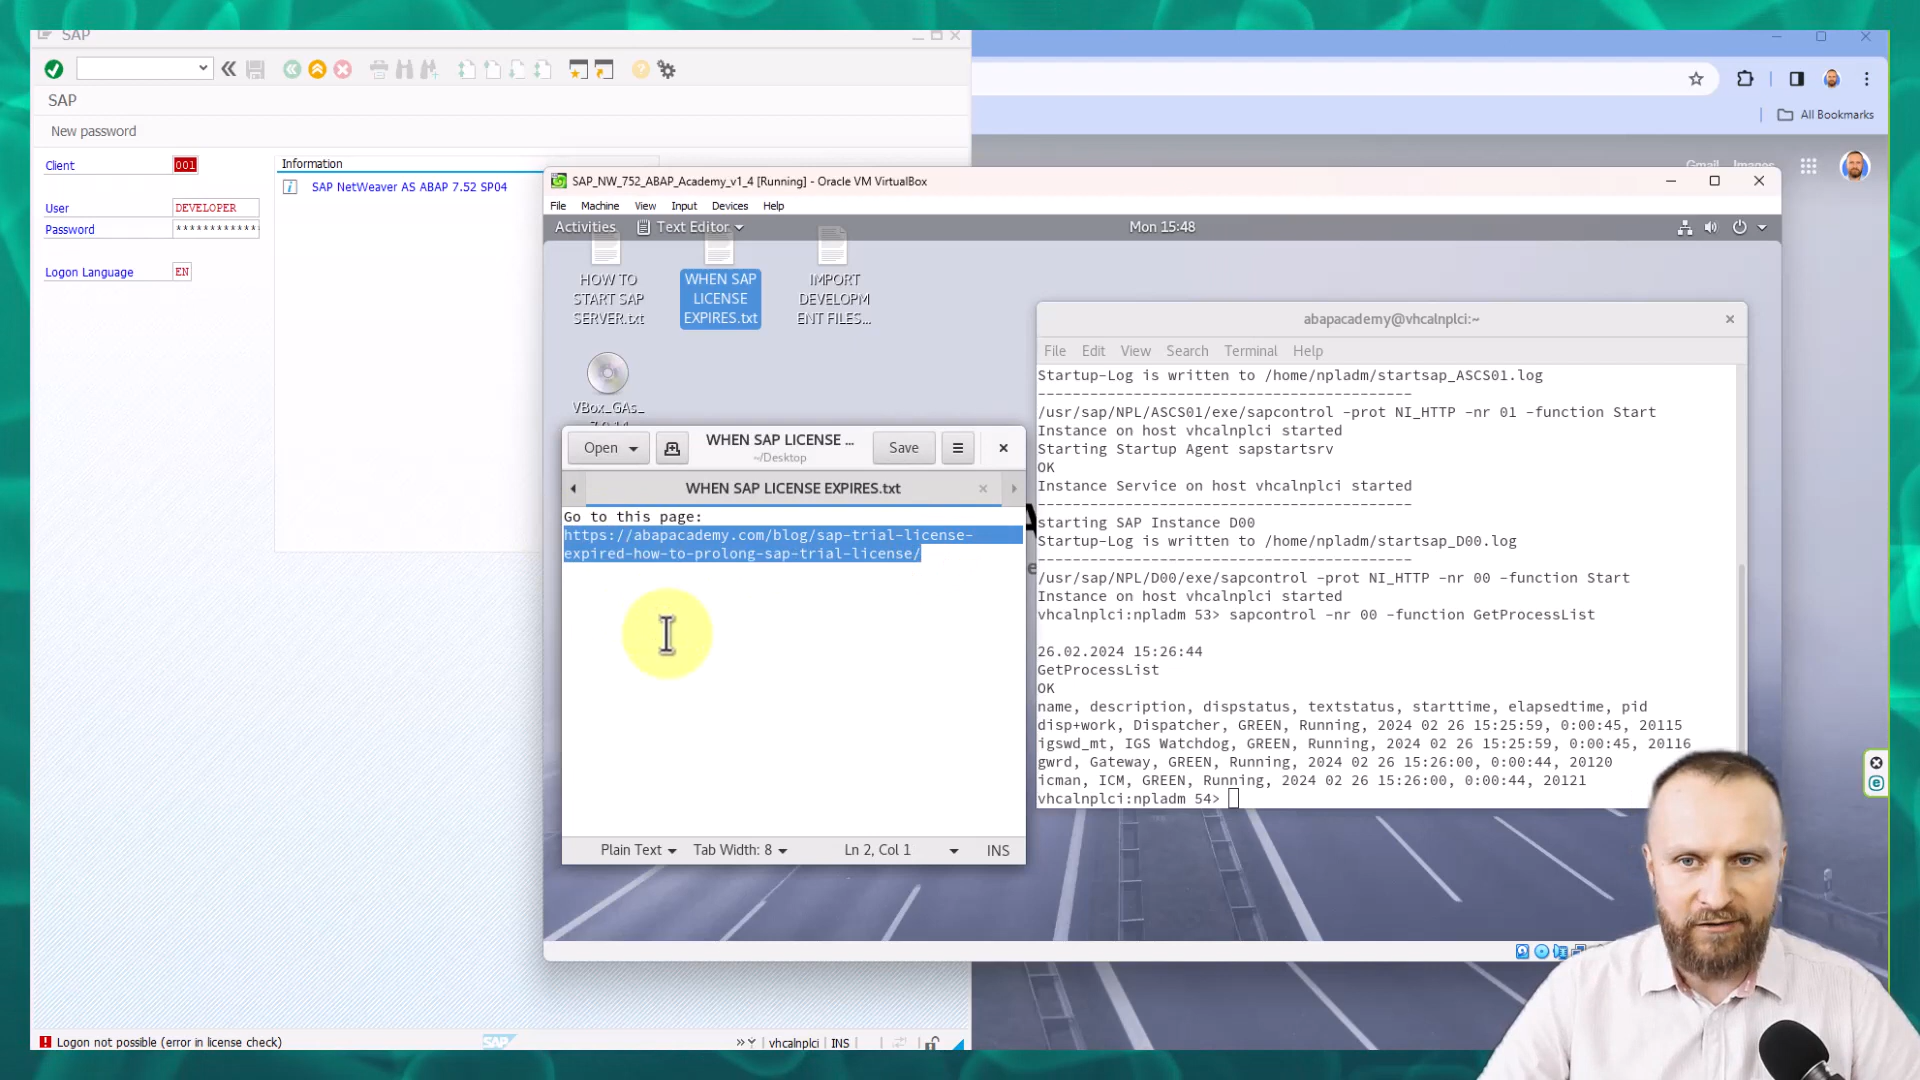 SAP
SAP
New password
Client 001
User DEVELOPER
Password ************
Logon Language EN
Information
SAP NetWeaver AS ABAP 7.52 SP04
Logon not possible (error in license check)
SAP
vhcalnplci INS
All Bookmarks
Gmail Images
SAP_NW_752_ABAP_Academy_v1_4 [Running] - Oracle VM VirtualBox
File Machine View Input Devices Help
Activities Text Editor Mon 15:48
HOW TO
START SAP
SERVER.txt
WHEN SAP
LICENSE
EXPIRES.txt
IMPORT
DEVELOPM
ENT FILES...
VBox_GAs_
Open WHEN SAP LICENSE ... Save
~/Desktop
WHEN SAP LICENSE EXPIRES.txt
Go to this page:
https://abapacademy.com/blog/sap-trial-license-
expired-how-to-prolong-sap-trial-license/
Plain Text Tab Width: 8 Ln 2, Col 1 INS
abapacademy@vhcalnplci:~
File Edit View Search Terminal Help
Startup-Log is written to /home/npladm/startsap_ASCS01.log
-------------------------------------------
/usr/sap/NPL/ASCS01/exe/sapcontrol -prot NI_HTTP -nr 01 -function Start
Instance on host vhcalnplci started
Starting Startup Agent sapstartsrv
OK
Instance Service on host vhcalnplci started
-------------------------------------------
starting SAP Instance D00
Startup-Log is written to /home/npladm/startsap_D00.log
-------------------------------------------
/usr/sap/NPL/D00/exe/sapcontrol -prot NI_HTTP -nr 00 -function Start
Instance on host vhcalnplci started
vhcalnplci:npladm 53> sapcontrol -nr 00 -function GetProcessList
26.02.2024 15:26:44
GetProcessList
OK
name, description, dispstatus, textstatus, starttime, elapsedtime, pid
disp+work, Dispatcher, GREEN, Running, 2024 02 26 15:25:59, 0:00:45, 20115
igswd_mt, IGS Watchdog, GREEN, Running, 2024 02 26 15:25:59, 0:00:45, 20116
gwrd, Gateway, GREEN, Running, 2024 02 26 15:26:00, 0:00:44, 20120
icman, ICM, GREEN, Running, 2024 02 26 15:26:00, 0:00:44, 20121
vhcalnplci:npladm 54>